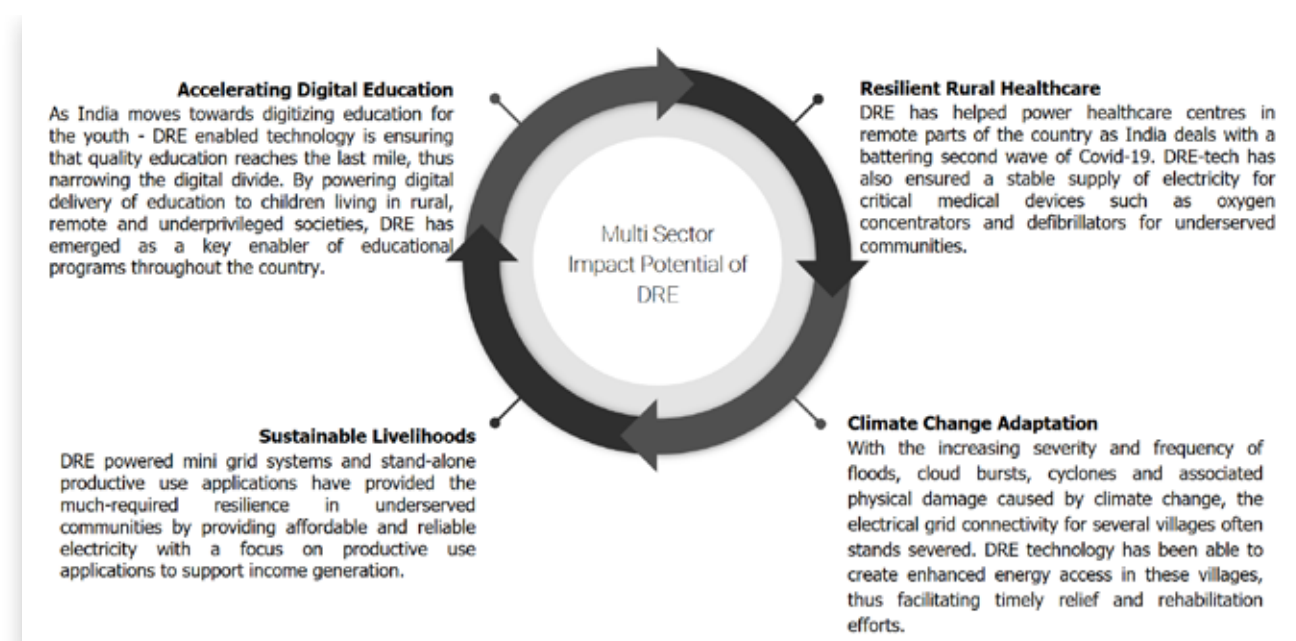 Accelerating Digital Education
As India moves towards digitizing education for
the youth - DRE enabled technology is ensuring
that quality education reaches the last mile, thus
narrowing the digital divide. By powering digital
delivery of education to children living in rural,
remote and underprivileged societies, DRE has
emerged as a key enabler of educational
programs throughout the country.
Resilient Rural Healthcare
DRE has helped power healthcare centres in
remote parts of the country as India deals with a
battering second wave of Covid-19. DRE-tech has
also ensured a stable supply of electricity for
critical medical devices such as oxygen
concentrators and defibrillators for underserved
communities.
Multi Sector
Impact Potential of
DRE
Sustainable Livelihoods
DRE powered mini grid systems and stand-alone
productive use applications have provided the
much-required resilience in underserved
communities by providing affordable and reliable
electricity with a focus on productive use
applications to support income generation.
Climate Change Adaptation
With the increasing severity and frequency of
floods, cloud bursts, cyclones and associated
physical damage caused by climate change, the
electrical grid connectivity for several villages often
stands severed. DRE technology has been able to
create enhanced energy access in these villages,
thus facilitating timely relief and rehabilitation
efforts.